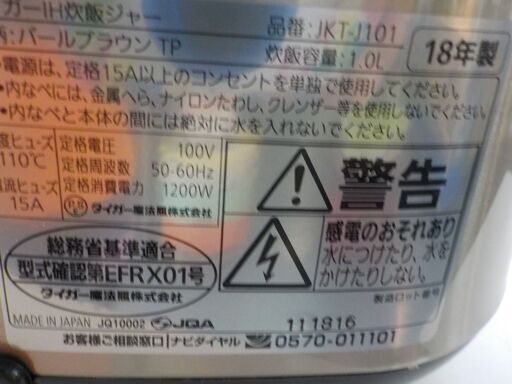 ガーIH炊飯ジャー 品番: JKT-J101
柄:パールブラウン TP 炊飯容量: 1.0L 18年製
・電源は、定格15A以上のコンセントを単独で使用してください。
・内なべには、金属へら、ナイロンたわし、クレンザー等を使用しないでください。
・内なべと本体の間には絶対に水を入れないでください。
度ヒューズ 定格電圧 100V
110℃ 定格周波数 50-60Hz
流ヒューズ 定格消費電力 1200W
15A タイガー魔法瓶株式会社
警告
感電のおそれあり
水につけたり、水を
かけたりしない。
総務省基準適合
型式確認第EFRX01号
タイガー魔法瓶株式会社
製造ロット番号
MADE IN JAPAN JQ10002 JQA 111816
お客様ご相談窓口 ナビダイヤル 0570-011101